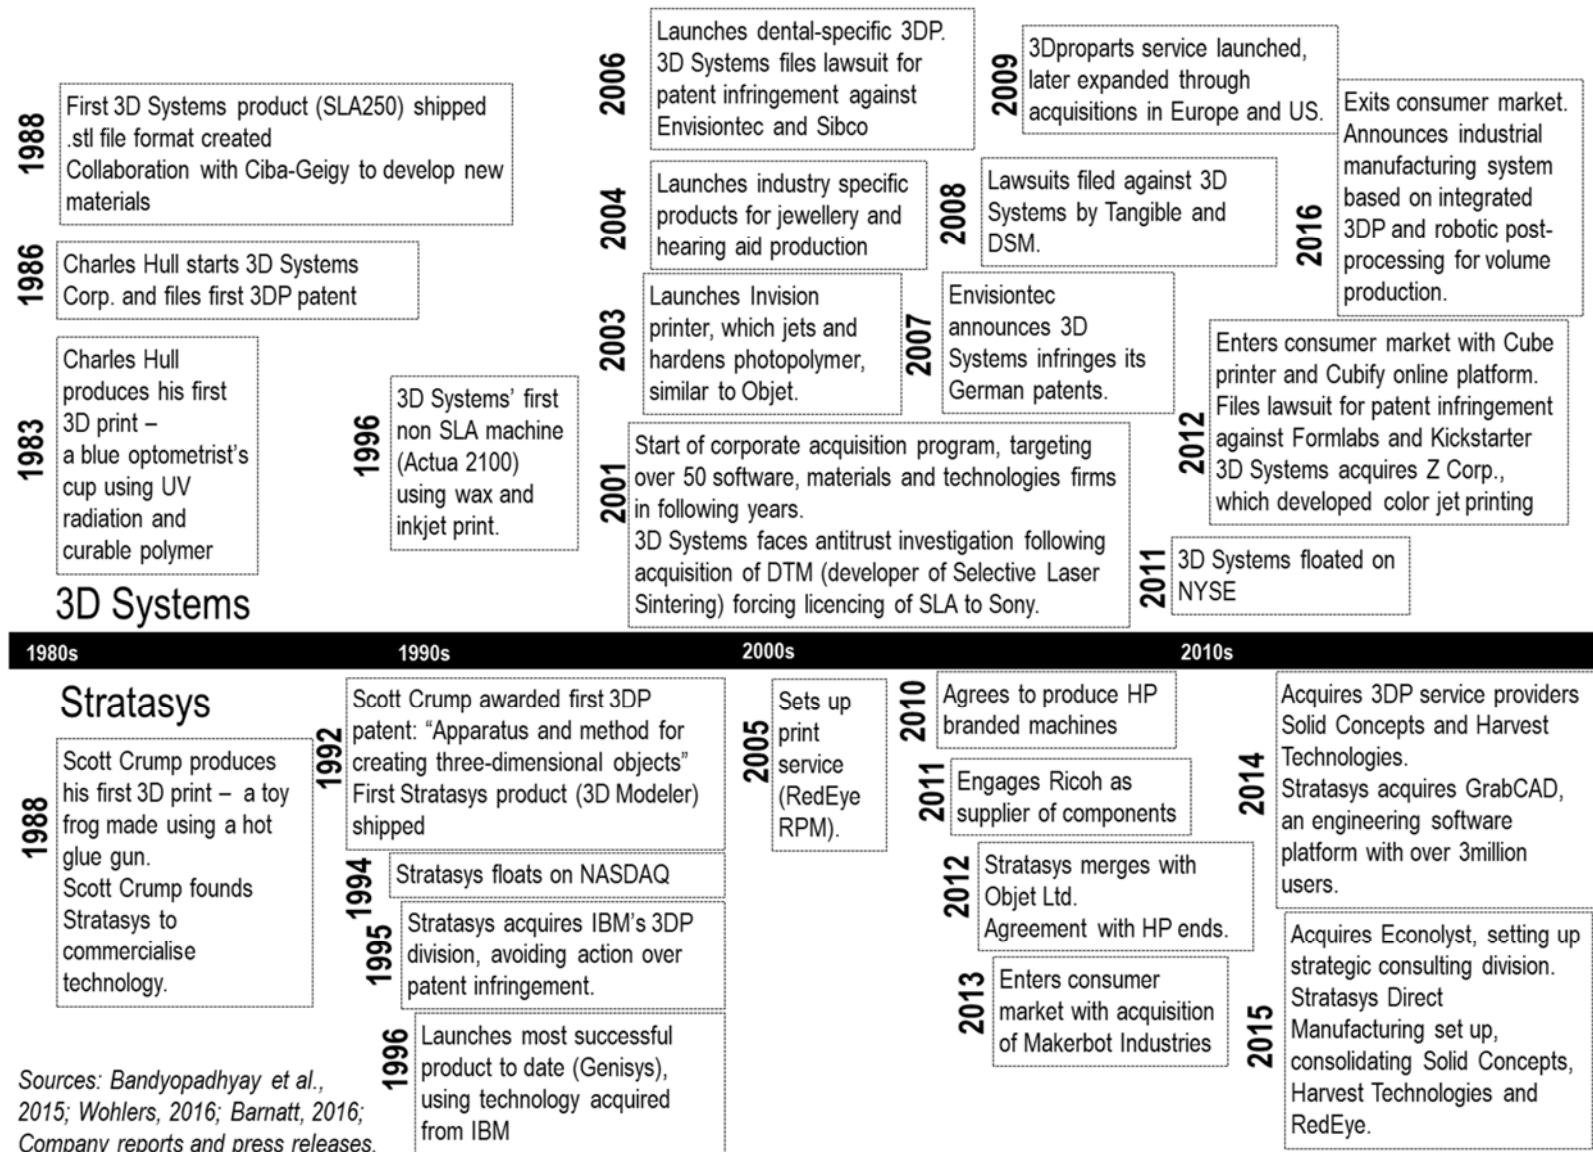 1988
First 3D Systems product (SLA250) shipped
.stl file format created
Collaboration with Ciba-Geigy to develop new
materials
1986
Charles Hull starts 3D Systems
Corp. and files first 3DP patent
1983
Charles Hull
produces his first
3D print –
a blue optometrist's
cup using UV
radiation and
curable polymer
1996
3D Systems' first
non SLA machine
(Actua 2100)
using wax and
inkjet print.
2006
Launches dental-specific 3DP.
3D Systems files lawsuit for
patent infringement against
Envisiontec and Sibco
2004
Launches industry specific
products for jewellery and
hearing aid production
2003
Launches Invision
printer, which jets and
hardens photopolymer,
similar to Objet.
2001
Start of corporate acquisition program, targeting
over 50 software, materials and technologies firms
in following years.
3D Systems faces antitrust investigation following
acquisition of DTM (developer of Selective Laser
Sintering) forcing licencing of SLA to Sony.
2009
3Dproparts service launched,
later expanded through
acquisitions in Europe and US.
2008
Lawsuits filed against 3D
Systems by Tangible and
DSM.
2007
Envisiontec
announces 3D
Systems infringes its
German patents.
2016
Exits consumer market.
Announces industrial
manufacturing system
based on integrated
3DP and robotic post-
processing for volume
production.
2012
Enters consumer market with Cube
printer and Cubify online platform.
Files lawsuit for patent infringement
against Formlabs and Kickstarter
3D Systems acquires Z Corp.,
which developed color jet printing
2011
3D Systems floated on
NYSE
3D Systems
1980s
1990s
2000s
2010s
Stratasys
1988
Scott Crump produces
his first 3D print – a toy
frog made using a hot
glue gun.
Scott Crump founds
Stratasys to
commercialise
technology.
1992
Scott Crump awarded first 3DP
patent: “Apparatus and method for
creating three-dimensional objects”
First Stratasys product (3D Modeler)
shipped
1994
Stratasys floats on NASDAQ
1995
Stratasys acquires IBM's 3DP
division, avoiding action over
patent infringement.
1996
Launches most successful
product to date (Genisys),
using technology acquired
from IBM
2005
Sets up
print
service
(RedEye
RPM).
2010
Agrees to produce HP
branded machines
2011
Engages Ricoh as
supplier of components
2012
Stratasys merges with
Objet Ltd.
Agreement with HP ends.
2013
Enters consumer
market with acquisition
of Makerbot Industries
2014
Acquires 3DP service providers
Solid Concepts and Harvest
Technologies.
Stratasys acquires GrabCAD,
an engineering software
platform with over 3million
users.
2015
Acquires Econolyst, setting up
strategic consulting division.
Stratasys Direct
Manufacturing set up,
consolidating Solid Concepts,
Harvest Technologies and
RedEye.
Sources: Bandyopadhyay et al.,
2015; Wohlers, 2016; Barnatt, 2016;
Company reports and press releases.